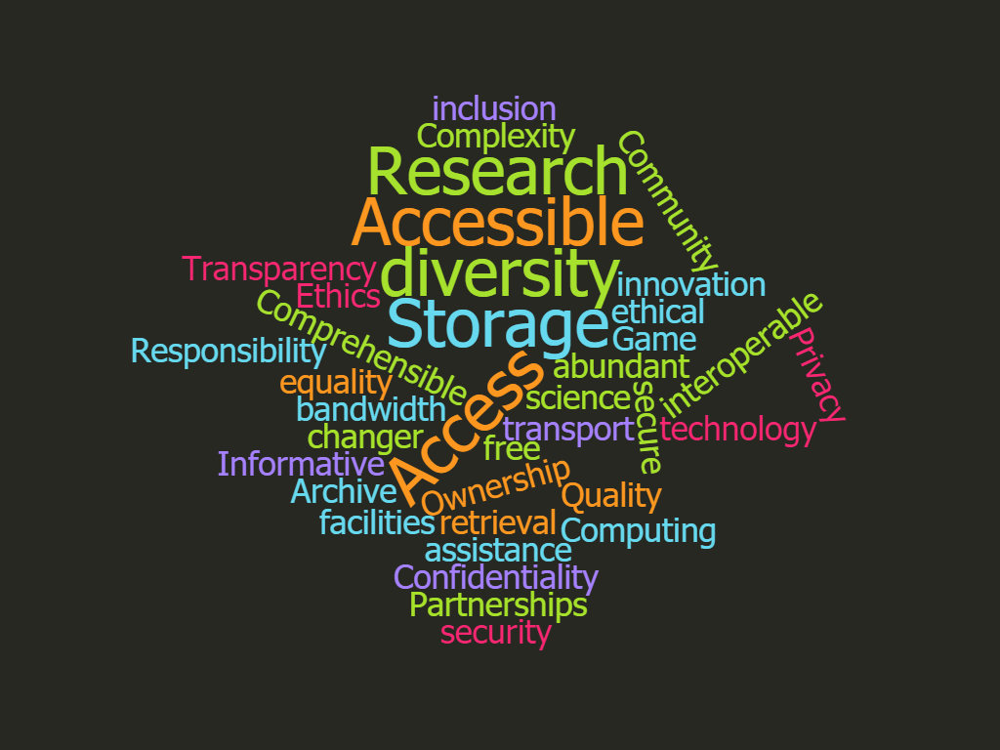 inclusion
Complexity
Community
Research
Accessible
Transparency
diversity
innovation
Ethics
Comprehensible
Storage
ethical
interoperable
Game
Privacy
Responsibility
equality
Access
abundant
science
secure
bandwidth
changer
transport
technology
free
Informative
Ownership
Archive
Quality
facilities
retrieval
Computing
assistance
Confidentiality
Partnerships
security